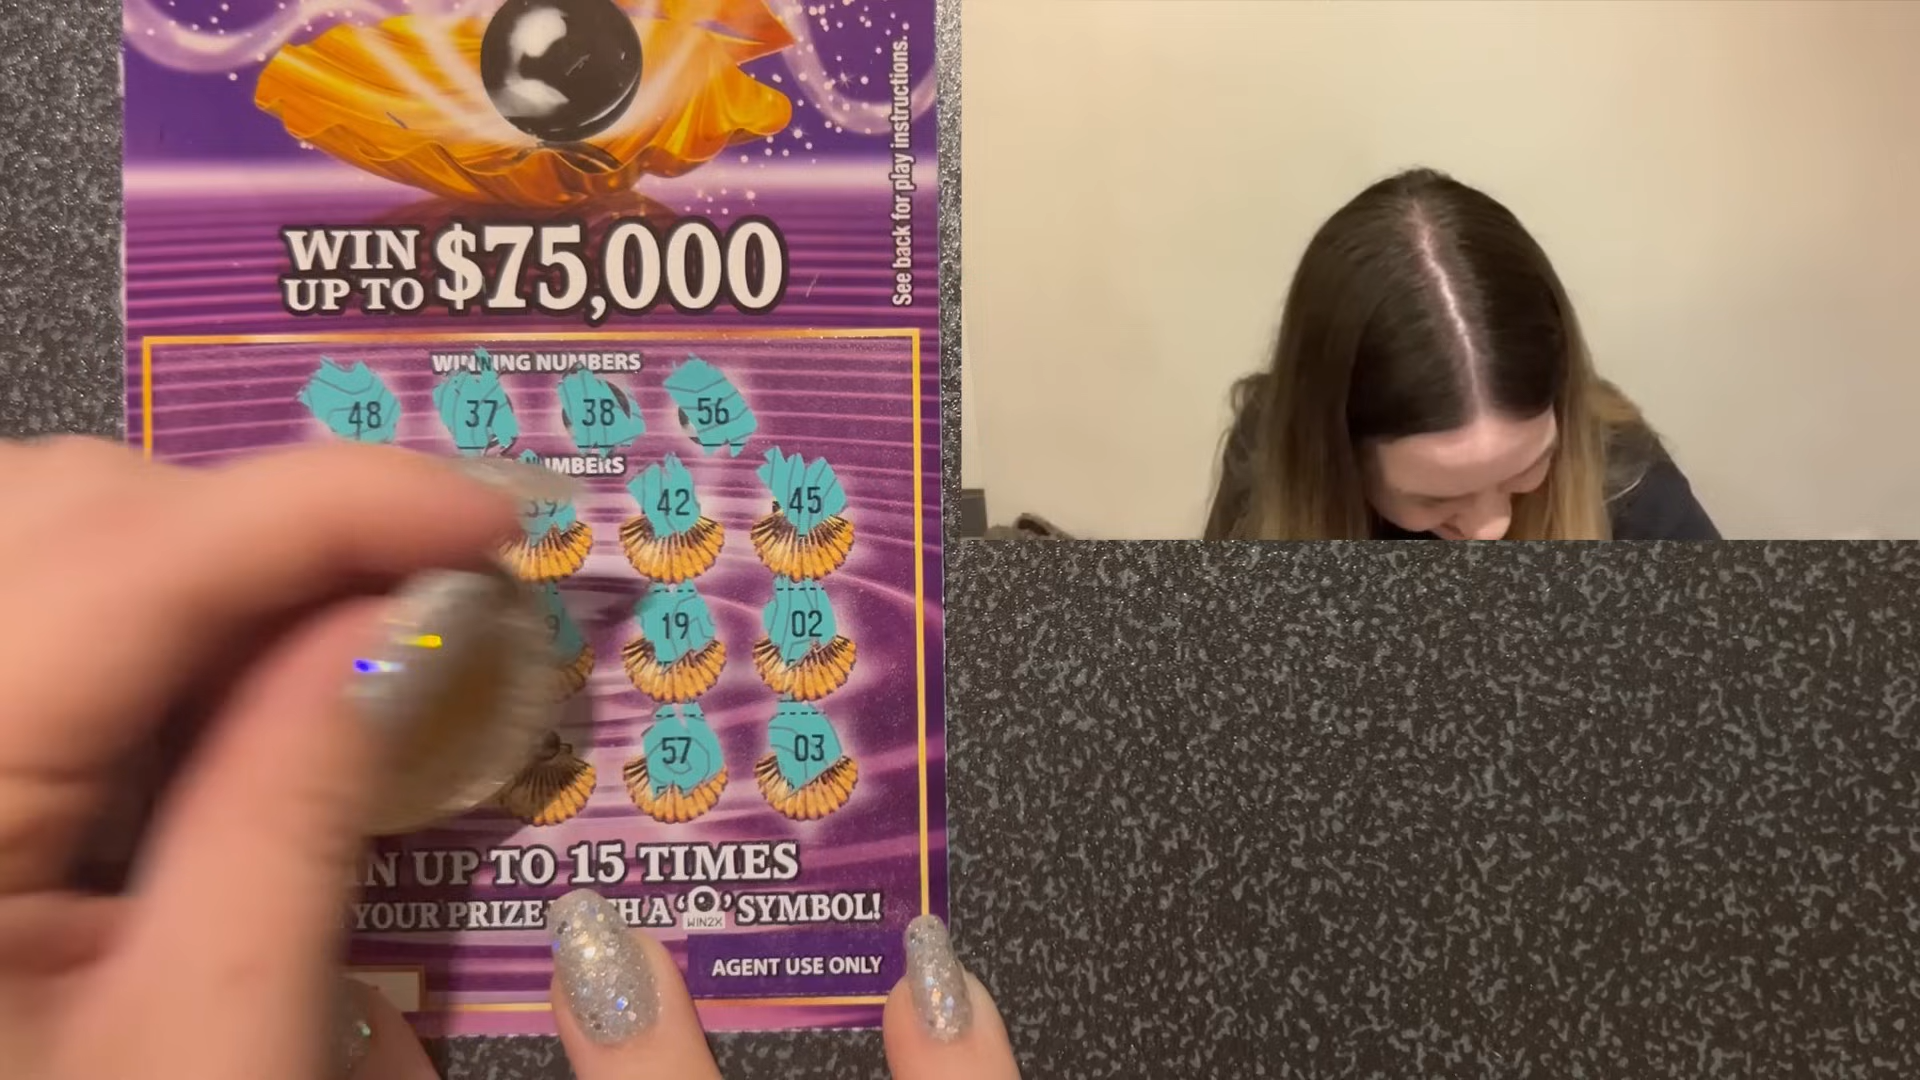 See back for play instructions.
WIN
UP TO $75,000
WINNING NUMBERS
48 37 38 56
NUMBERS
39 42 45
19 02
57 03
UP TO 15 TIMES
YOUR PRIZE A ' ' SYMBOL!
WIN2X
AGENT USE ONLY